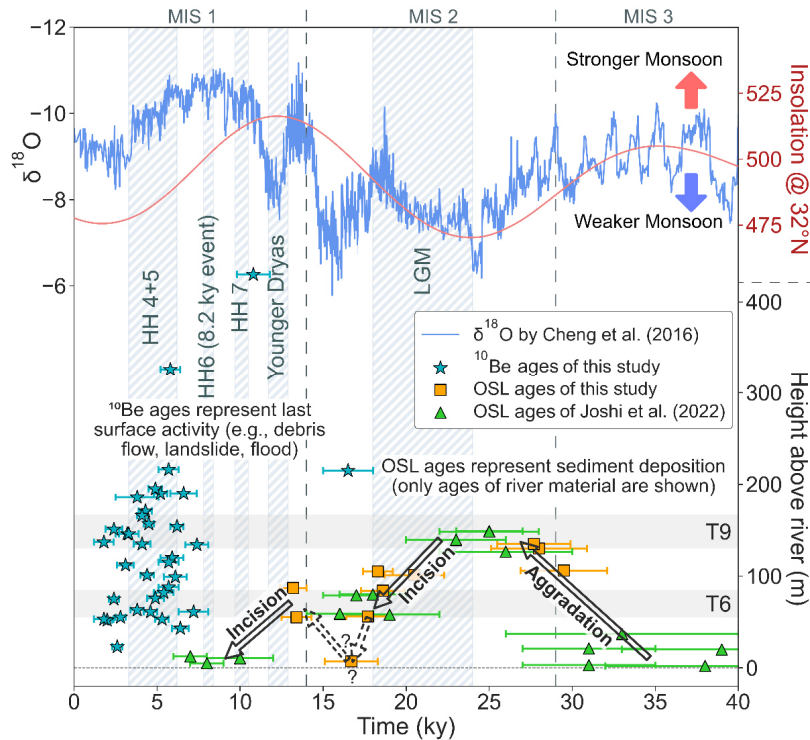 MIS 1
MIS 2
MIS 3
−12
−10
−8
−6
δ18O
525
500
475
Insolation @ 32°N
Stronger Monsoon
Weaker Monsoon
HH 4+5
HH6 (8.2 ky event)
HH 7
Younger Dryas
LGM
δ18O by Cheng et al. (2016)
10Be ages of this study
OSL ages of this study
OSL ages of Joshi et al. (2022)
¹⁰Be ages represent last
surface activity (e.g., debris
flow, landslide, flood)
OSL ages represent sediment deposition
(only ages of river material are shown)
T9
T6
Incision
Incision
Aggradation
?
?
400
300
200
100
0
Height above river (m)
0
5
10
15
20
25
30
35
40
Time (ky)